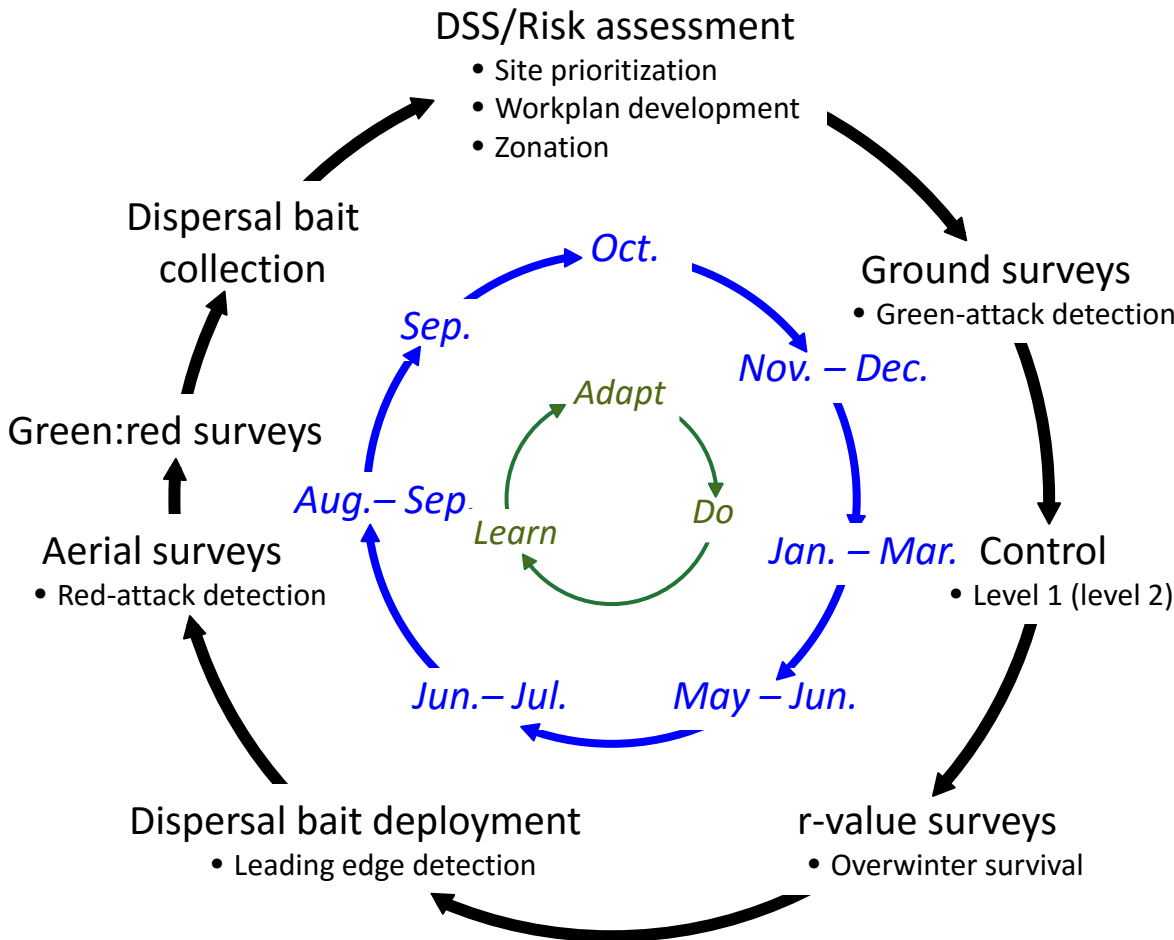 DSS/Risk assessment
• Site prioritization
• Workplan development
• Zonation
Ground surveys
• Green-attack detection
Control
• Level 1 (level 2)
r-value surveys
• Overwinter survival
Dispersal bait deployment
• Leading edge detection
Aerial surveys
• Red-attack detection
Green:red surveys
Dispersal bait
collection
Oct.
Nov. – Dec.
Jan. – Mar.
May – Jun.
Jun.– Jul.
Aug.– Sep.
Sep.
Adapt
Do
Learn